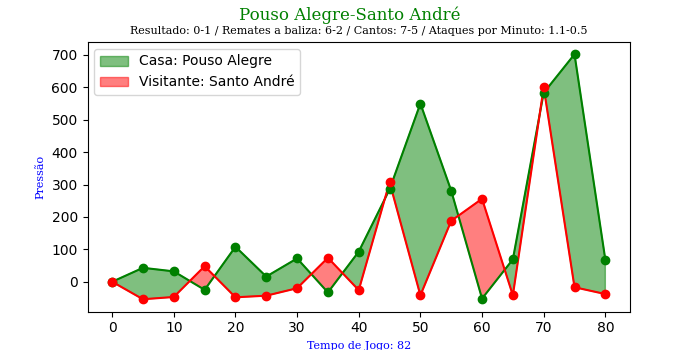 Pouso Alegre-Santo André
Resultado: 0-1 / Remates a baliza: 6-2 / Cantos: 7-5 / Ataques por Minuto: 1.1-0.5
Casa: Pouso Alegre
Visitante: Santo André
Pressão
700
600
500
400
300
200
100
0
0 10 20 30 40 50 60 70 80
Tempo de Jogo: 82